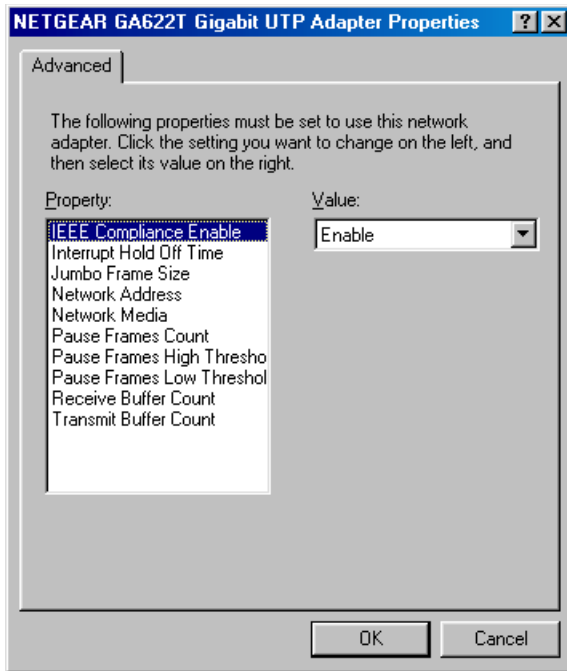 NETGEAR GA622T Gigabit UTP Adapter Properties
Advanced
The following properties must be set to use this network
adapter. Click the setting you want to change on the left, and
then select its value on the right.
Property:
IEEE Compliance Enable
Interrupt Hold Off Time
Jumbo Frame Size
Network Address
Network Media
Pause Frames Count
Pause Frames High Thresho
Pause Frames Low Threshol
Receive Buffer Count
Transmit Buffer Count
Value:
Enable
OK
Cancel